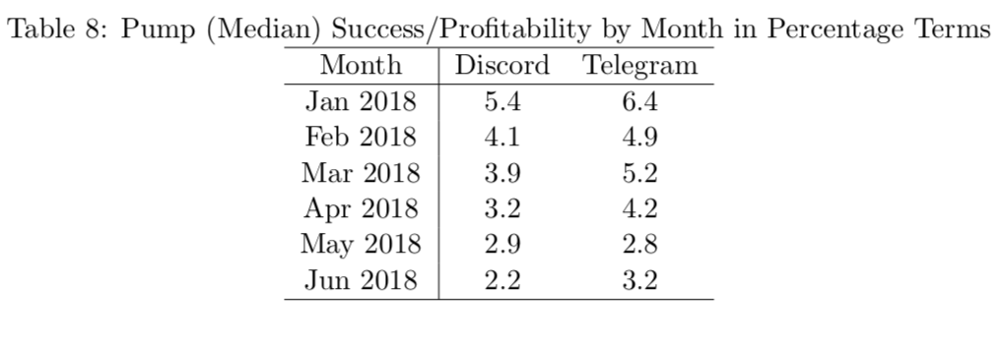 Table 8: Pump (Median) Success/Profitability by Month in Percentage Terms
Month Discord Telegram
Jan 2018 5.4 6.4
Feb 2018 4.1 4.9
Mar 2018 3.9 5.2
Apr 2018 3.2 4.2
May 2018 2.9 2.8
Jun 2018 2.2 3.2